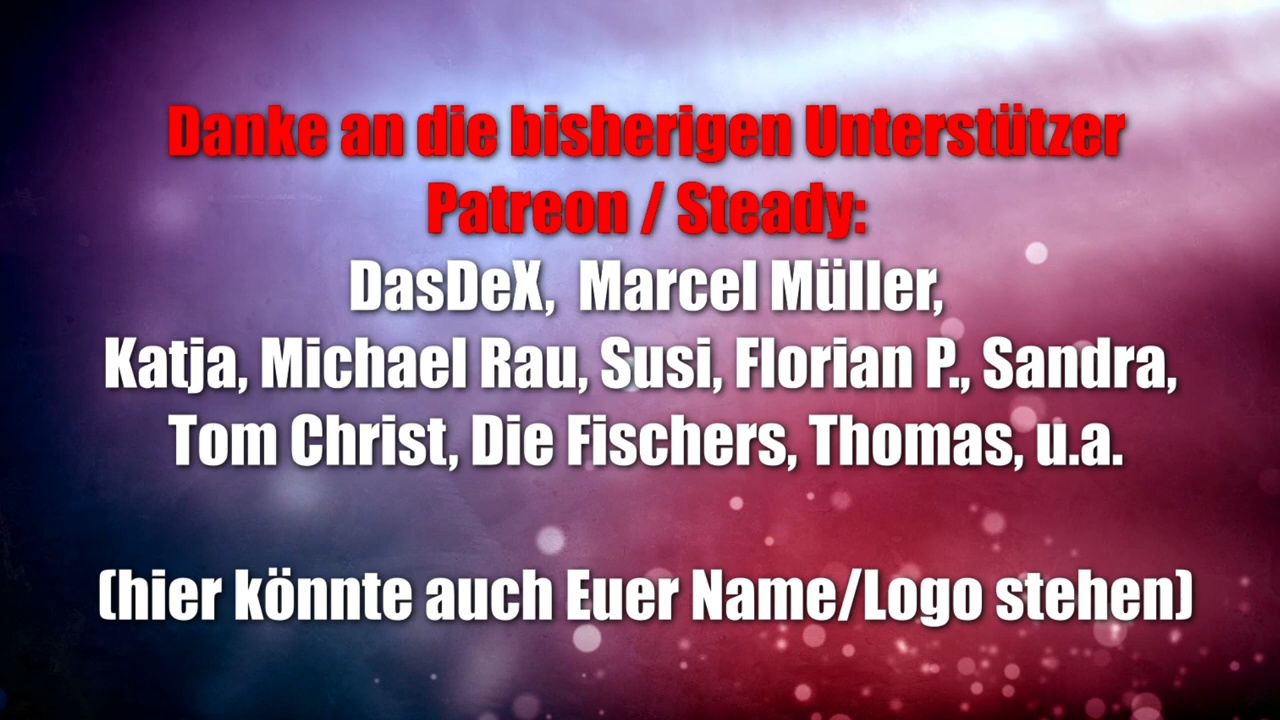 Danke an die bisherigen Unterstützer
Patreon / Steady:
DasDeX, Marcel Müller,
Katja, Michael Rau, Susi, Florian P., Sandra,
Tom Christ, Die Fischers, Thomas, u.a.
(hier könnte auch Euer Name/Logo stehen)